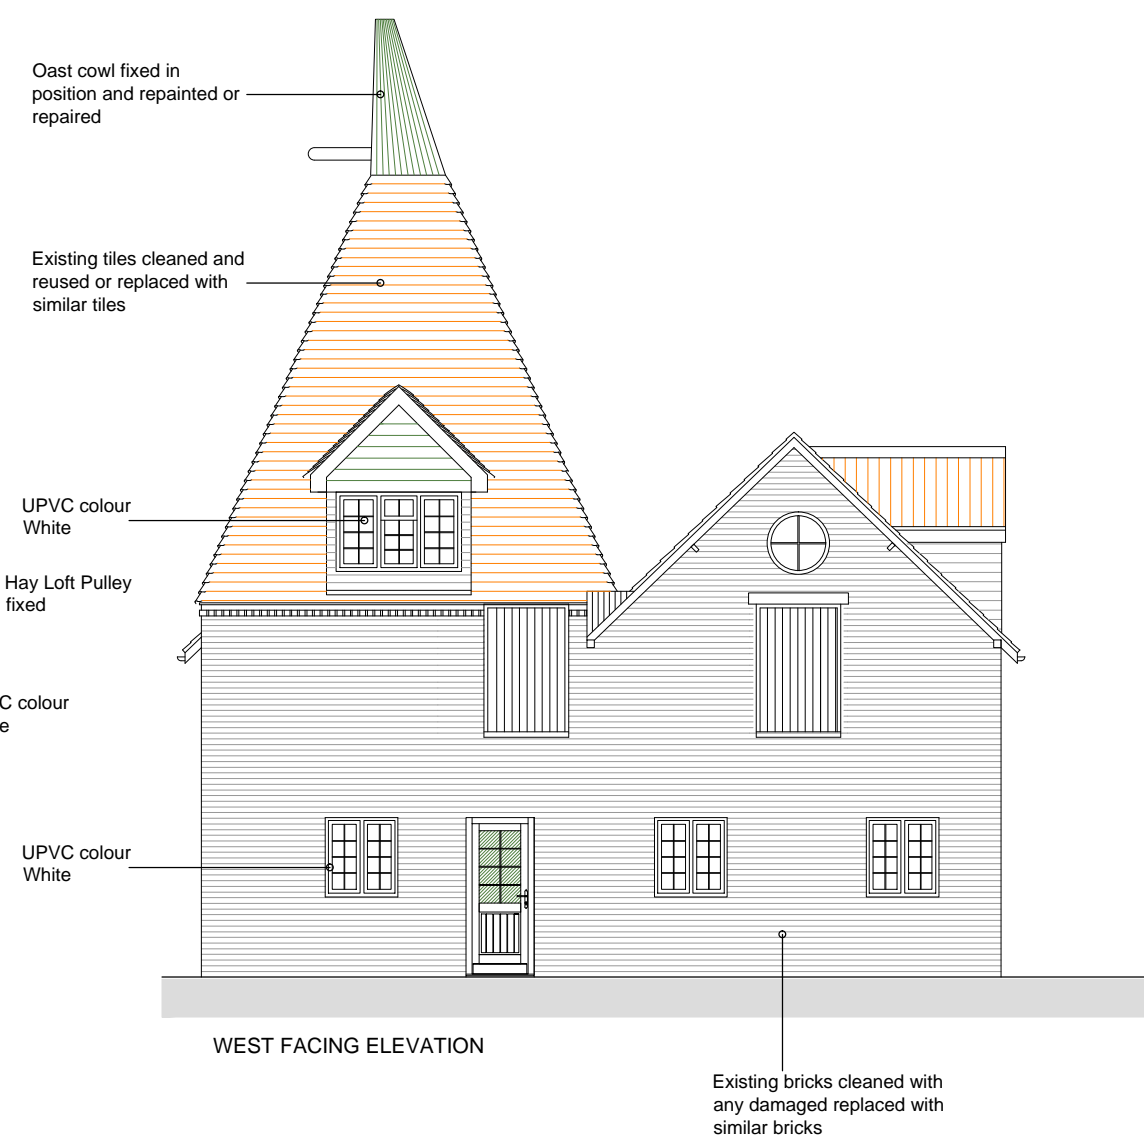 Oast cowl fixed in
position and repainted or
repaired
Existing tiles cleaned and
reused or replaced with
similar tiles
UPVC colour
White
Hay Loft Pulley
fixed
C colour
e
UPVC colour
White
WEST FACING ELEVATION
Existing bricks cleaned with
any damaged replaced with
similar bricks